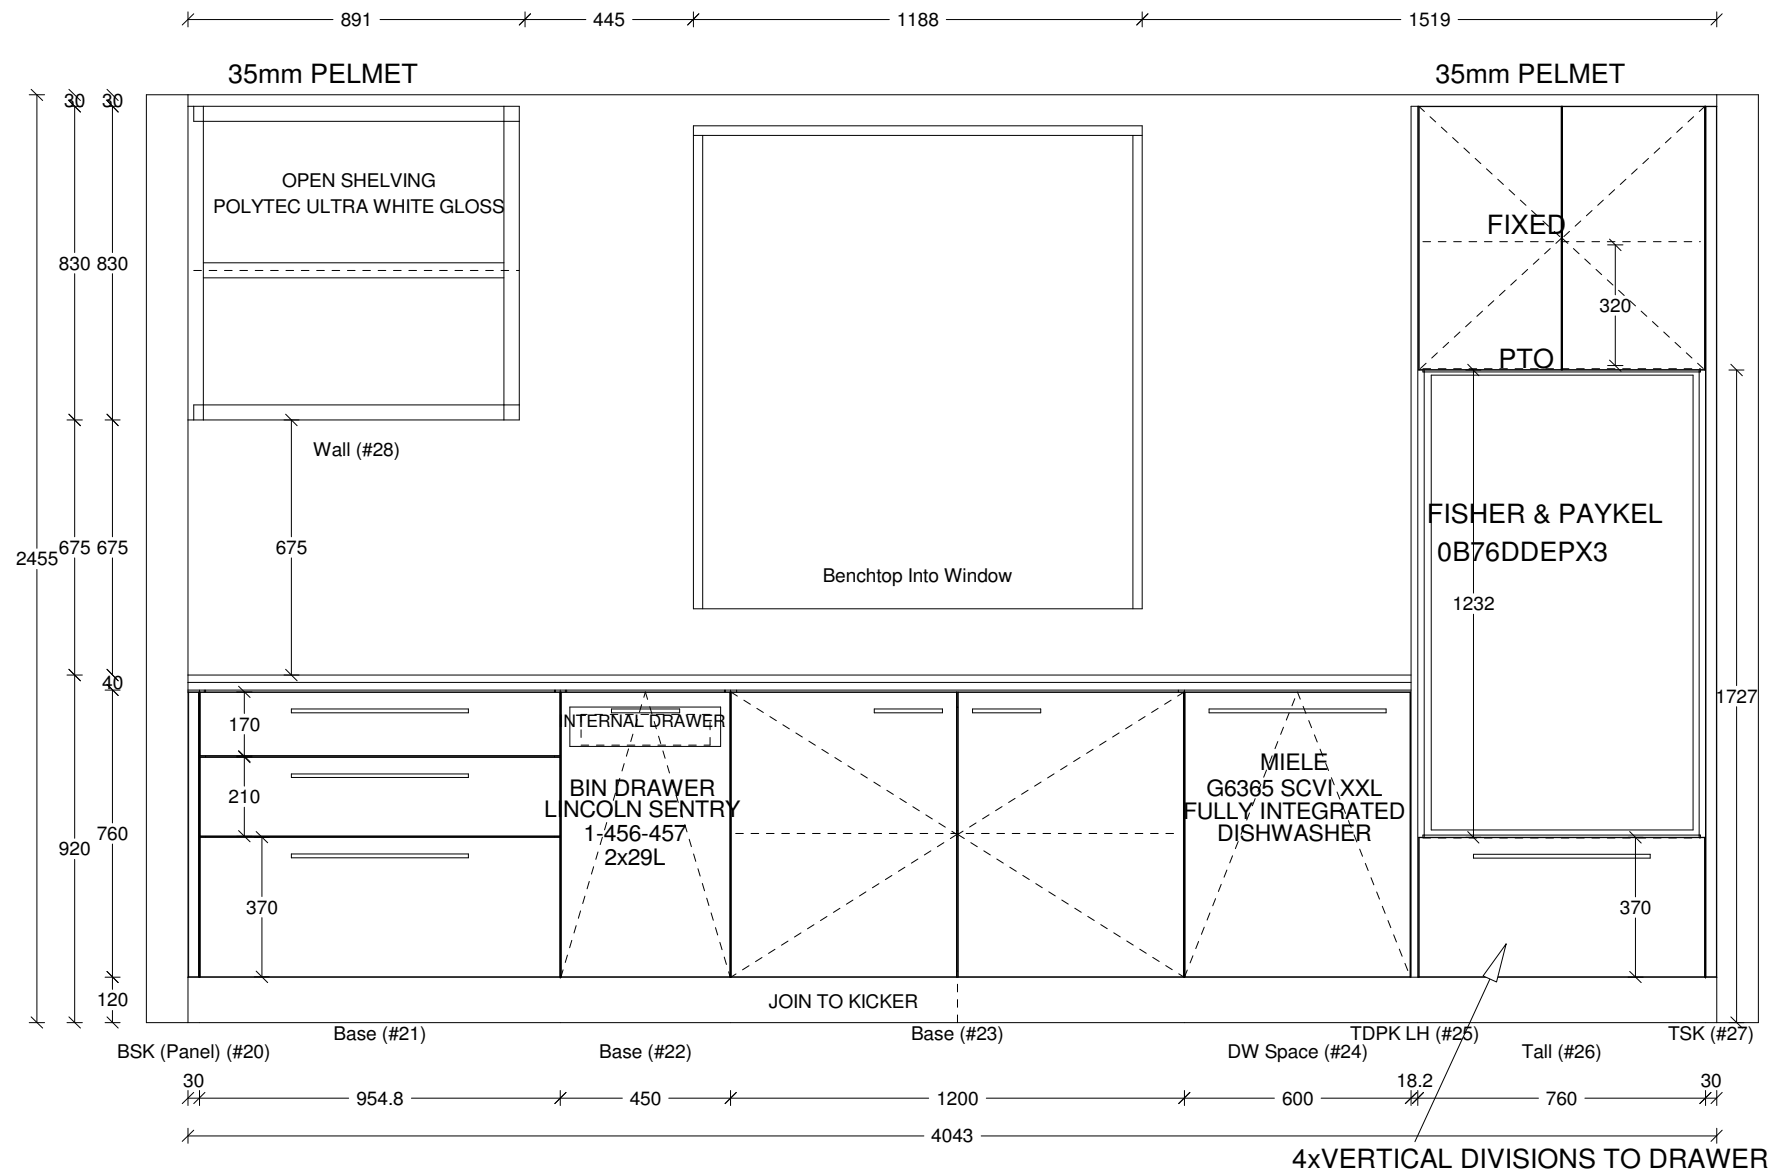 891 445 1188 1519
35mm PELMET 35mm PELMET
30 30
OPEN SHELVING
POLYTEC ULTRA WHITE GLOSS
FIXED
830 830
320
PTO
Wall (#28)
FISHER & PAYKEL
0B76DDEPX3
2455 675 675 675
Benchtop Into Window
1232
40
1727
170
NTERNAL DRAWER
MIELE
G6365 SCVI XXL
FULLY INTEGRATED
DISHWASHER
BIN DRAWER
LINCOLN SENTRY
1-456-457
2x29L
210
920 760
370 370
120
JOIN TO KICKER
Base (#21) Base (#23) TDPK LH (#25) TSK (#27)
BSK (Panel) (#20) Base (#22) DW Space (#24) Tall (#26)
30 954.8 450 1200 600 18.2 760 30
4043
4xVERTICAL DIVISIONS TO DRAWER